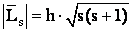 |L̅ₛ| = h · √s(s+1)